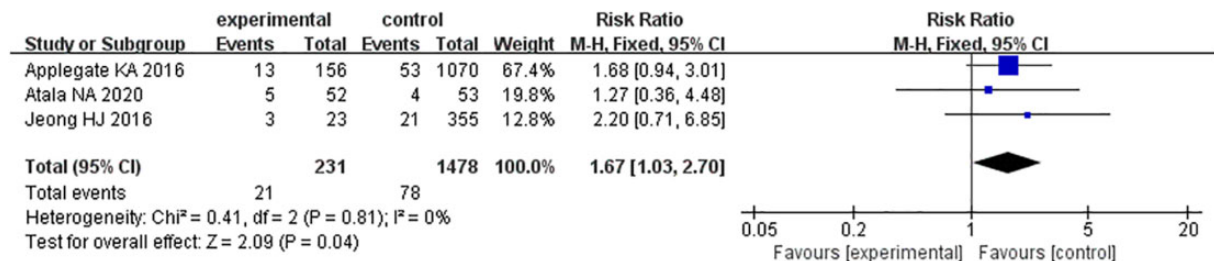 experimental control Risk Ratio Risk Ratio
Study or Subgroup Events Total Events Total Weight M-H, Fixed, 95% CI M-H, Fixed, 95% CI
Applegate KA 2016 13 156 53 1070 67.4% 1.68 [0.94, 3.01]
Atala NA 2020 5 52 4 53 19.8% 1.27 [0.36, 4.48]
Jeong HJ 2016 3 23 21 355 12.8% 2.20 [0.71, 6.85]
Total (95% CI) 231 1478 100.0% 1.67 [1.03, 2.70]
Total events 21 78
Heterogeneity: Chi² = 0.41, df = 2 (P = 0.81); I² = 0%
Test for overall effect: Z = 2.09 (P = 0.04)
0.05 0.2 1 5 20
Favours [experimental] Favours [control]